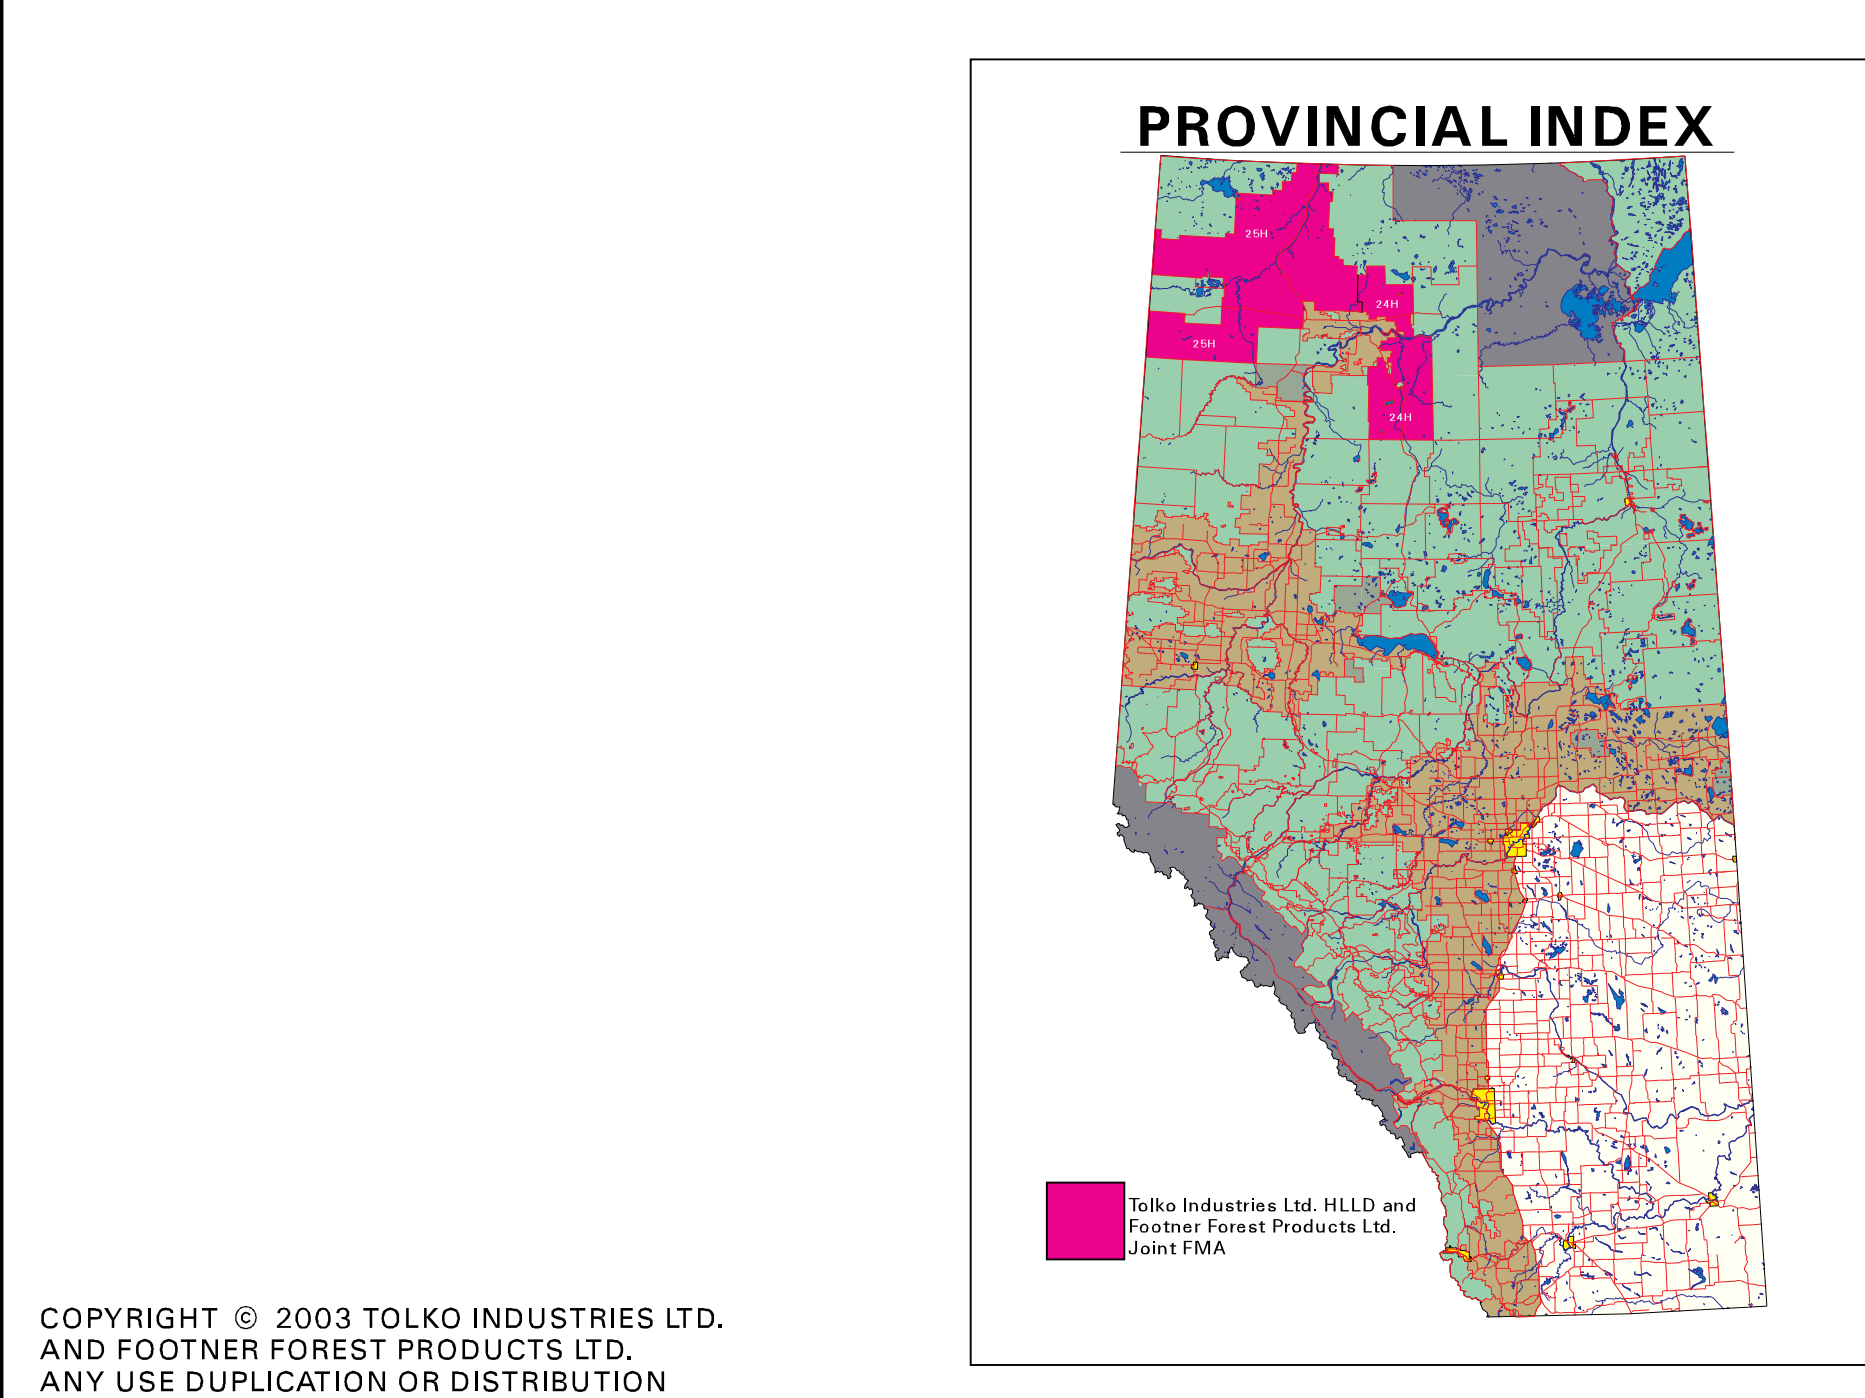 PROVINCIAL INDEX
25H
24H
25H
24H
Tolko Industries Ltd. HLLD and
Footner Forest Products Ltd.
Joint FMA
COPYRIGHT © 2003 TOLKO INDUSTRIES LTD.
AND FOOTNER FOREST PRODUCTS LTD.
ANY USE DUPLICATION OR DISTRIBUTION